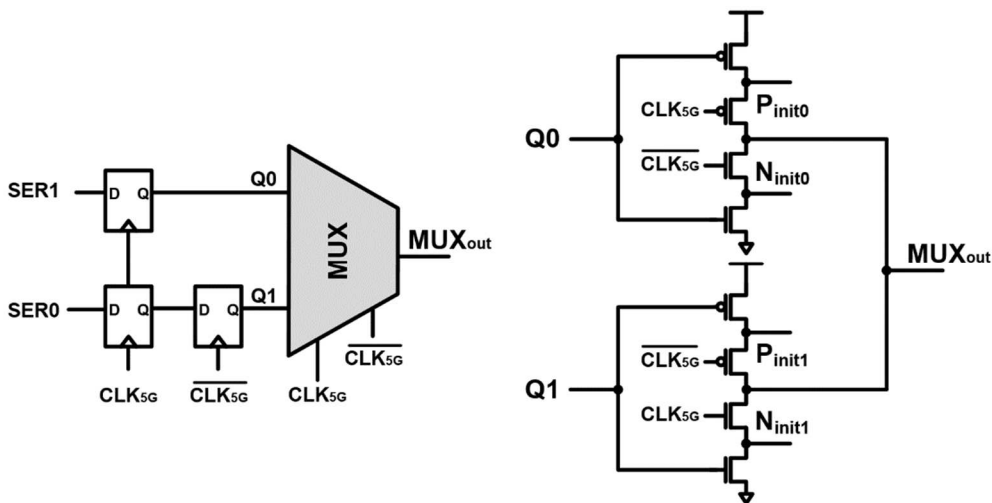 SER1
D Q
Q0
SER0
D Q
D Q
Q1
CLK5G
CLK5G
MUX
CLK5G
CLK5G
MUXout
Q0
CLK5G
CLK5G
Pinit0
Ninit0
MUXout
Q1
CLK5G
CLK5G
Pinit1
Ninit1